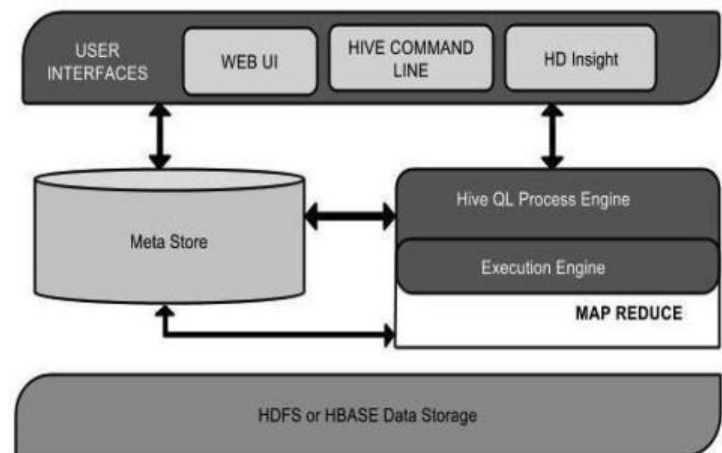 USER
INTERFACES
WEB UI
HIVE COMMAND
LINE
HD Insight
Meta Store
Hive QL Process Engine
Execution Engine
MAP REDUCE
HDFS or HBASE Data Storage